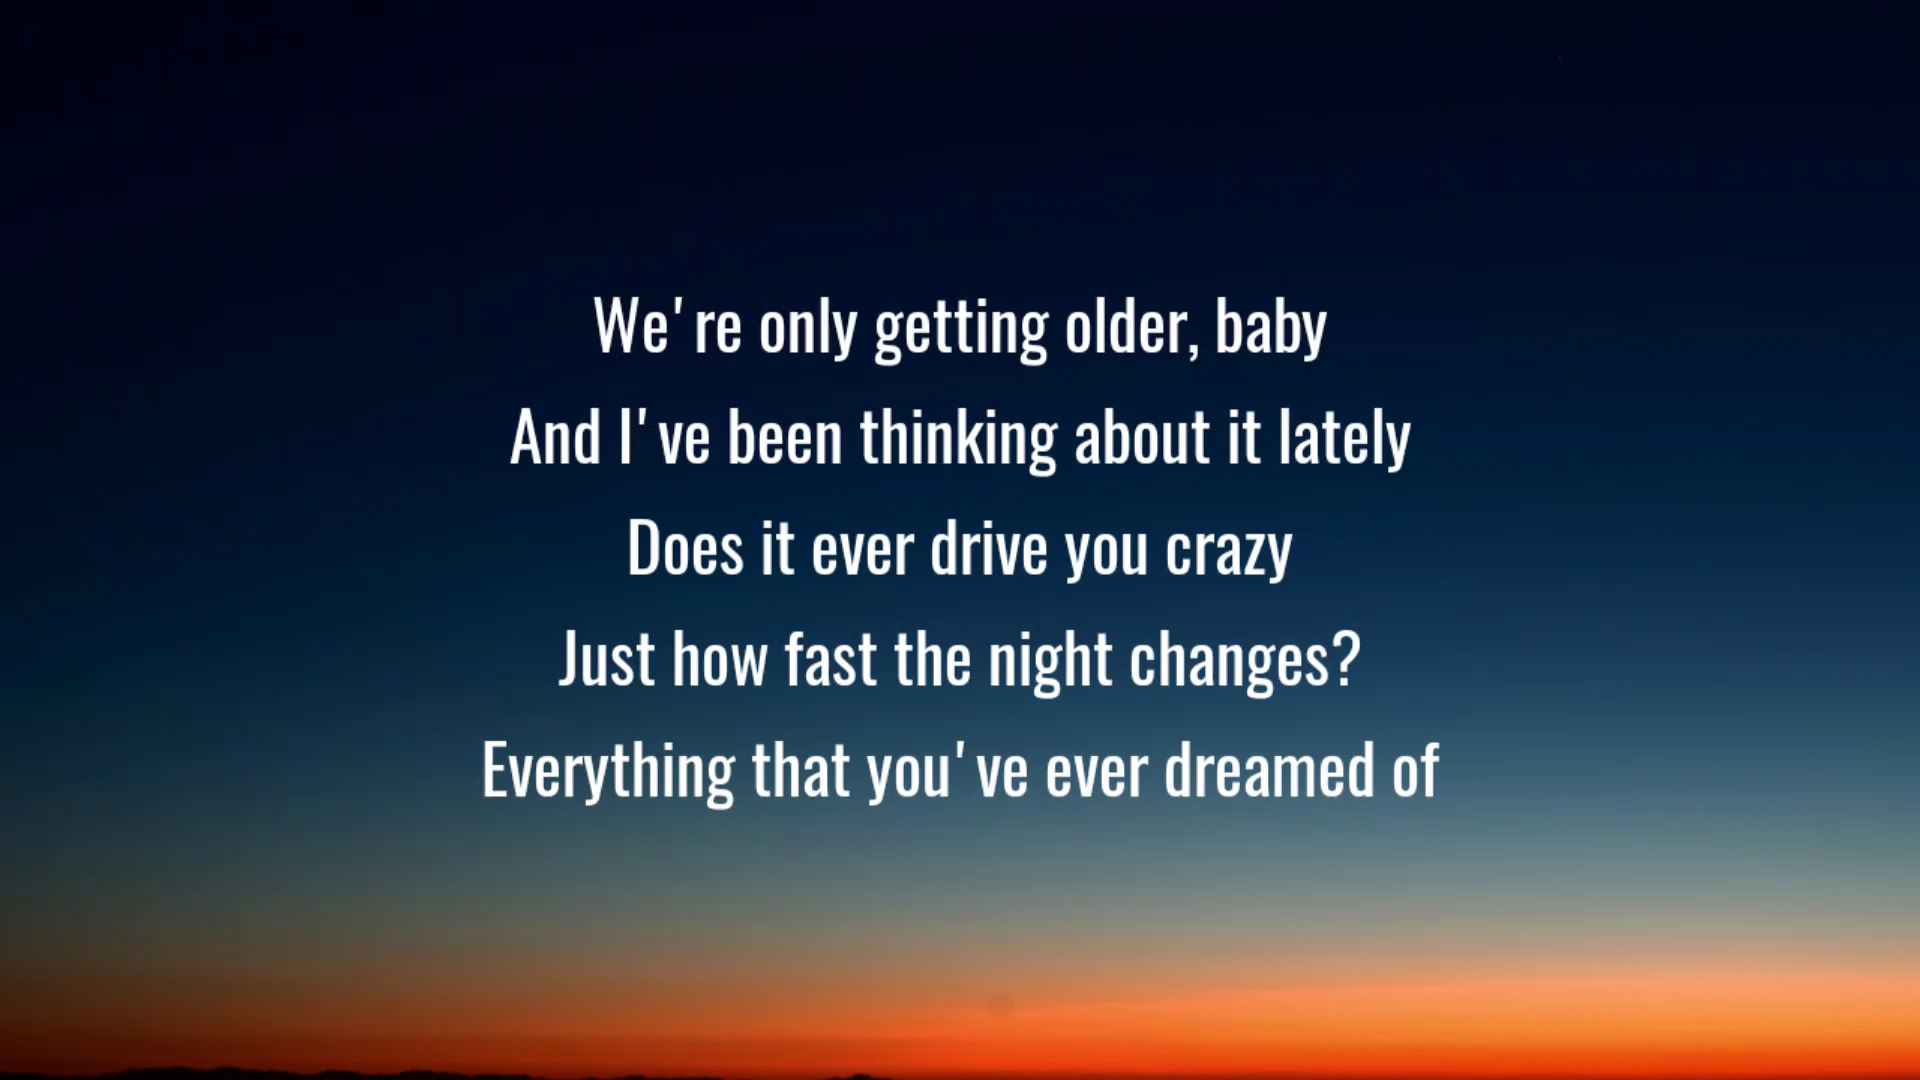 We're only getting older, baby
And I've been thinking about it lately
Does it ever drive you crazy
Just how fast the night changes?
Everything that you've ever dreamed of